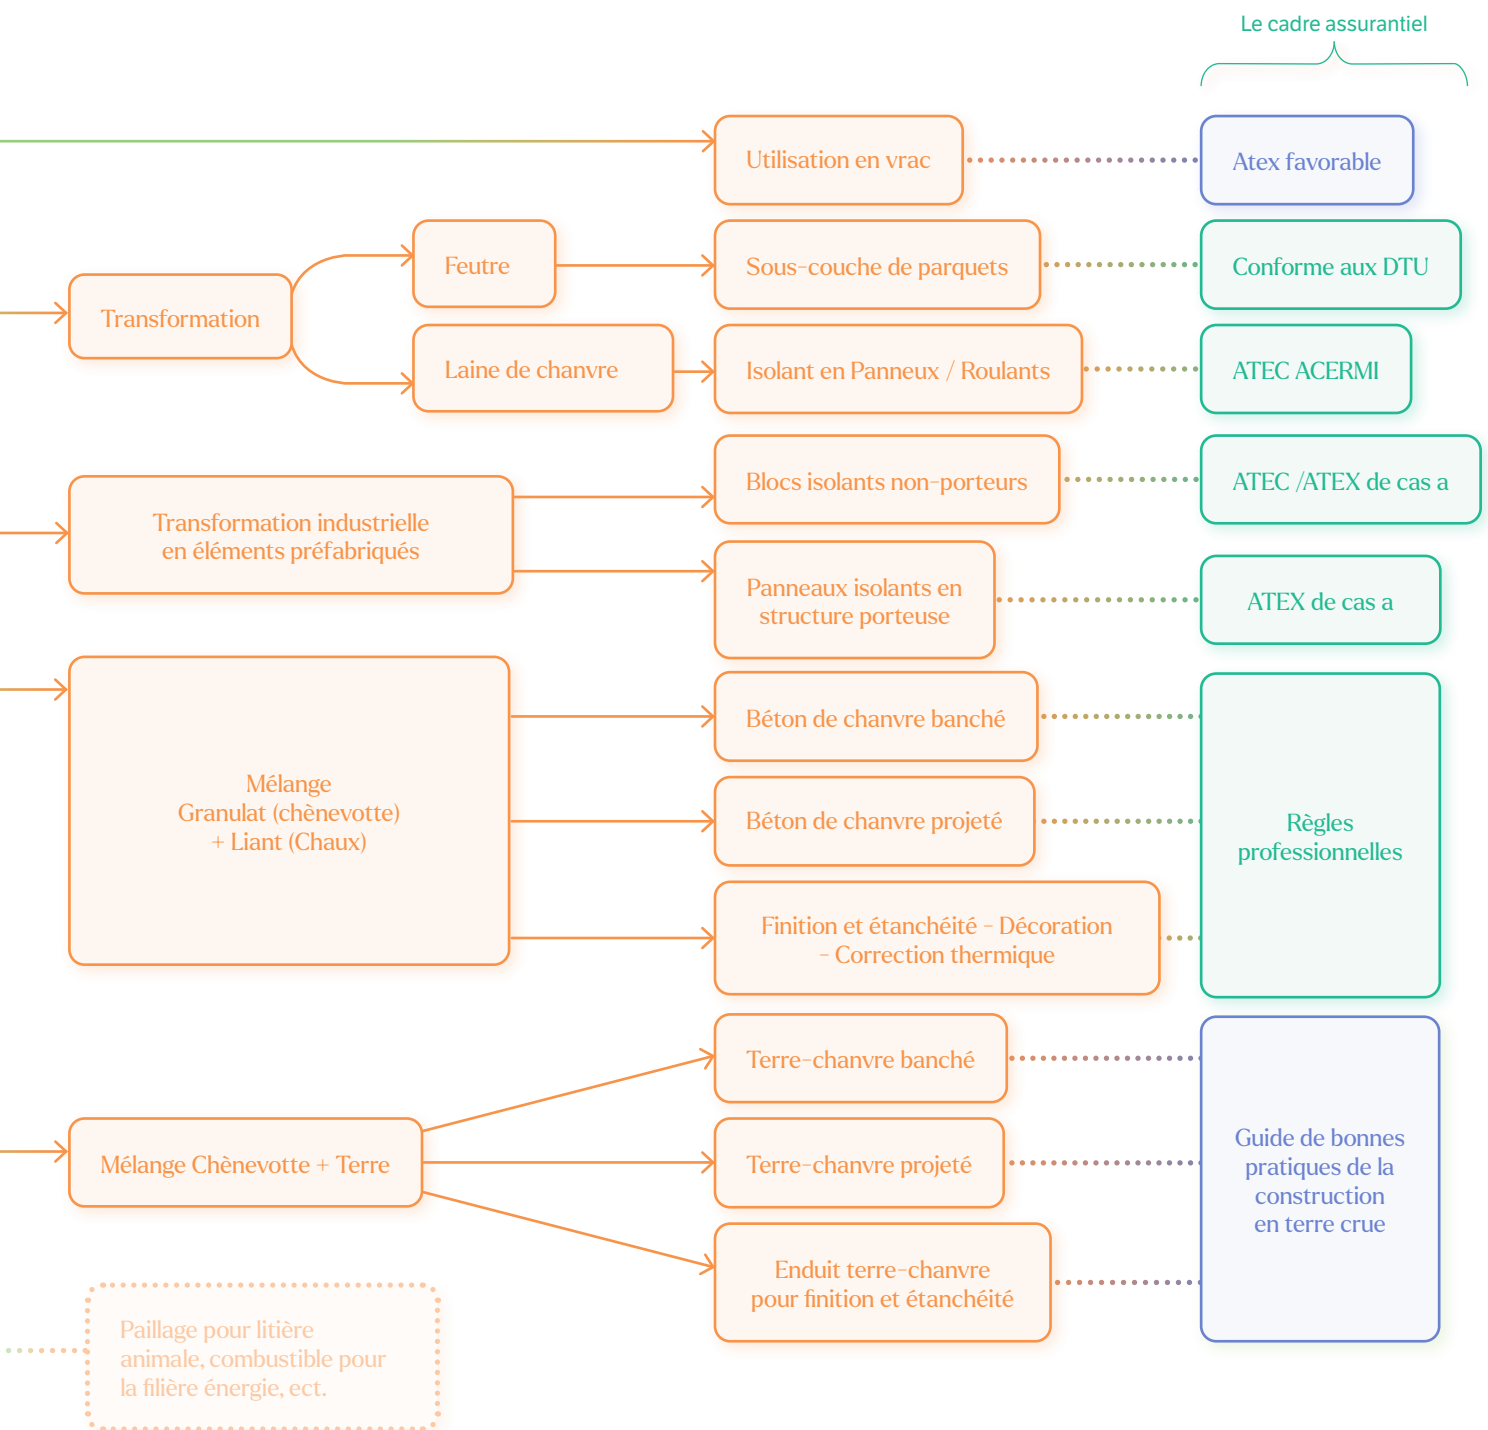 Le cadre assurantiel
Utilisation en vrac
Atex favorable
Transformation
Feutre
Sous-couche de parquets
Conforme aux DTU
Laine de chanvre
Isolant en Panneux / Roulants
ATEC ACERMI
Transformation industrielle
en éléments préfabriqués
Blocs isolants non-porteurs
ATEC /ATEX de cas a
Panneaux isolants en
structure porteuse
ATEX de cas a
Mélange
Granulat (chènevotte)
+ Liant (Chaux)
Béton de chanvre banché
Béton de chanvre projeté
Finition et étanchéité - Décoration
- Correction thermique
Règles
professionnelles
Mélange Chènevotte + Terre
Terre-chanvre banché
Terre-chanvre projeté
Enduit terre-chanvre
pour finition et étanchéité
Guide de bonnes
pratiques de la
construction
en terre crue
Paillage pour litière
animale, combustible pour
la filière énergie, ect.